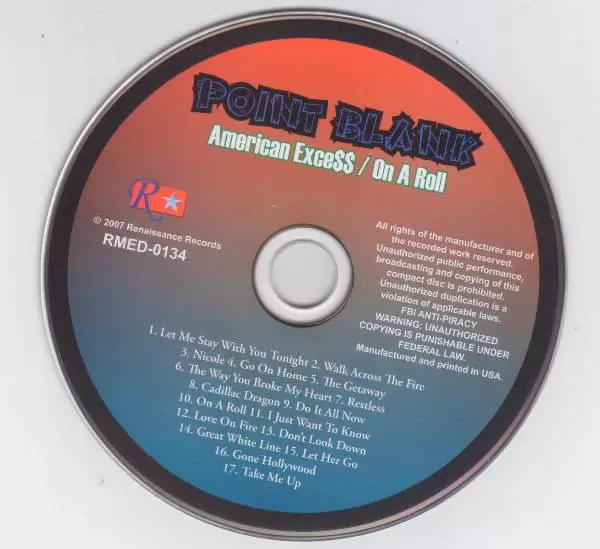 POINT BLANK
American Exce$$ / On A Roll
R
© 2007 Renaissance Records
RMED-0134
All rights of the manufacturer and of
the recorded work reserved.
Unauthorized public performance,
broadcasting and copying of this
compact disc is prohibited.
Unauthorized duplication is a
violation of applicable laws.
FBI ANTI-PIRACY
WARNING: UNAUTHORIZED
COPYING IS PUNISHABLE UNDER
FEDERAL LAW.
Manufactured and printed in USA.
1. Let Me Stay With You Tonight 2. Walk Across The Fire
3. Nicole 4. Go On Home 5. The Getaway
6. The Way You Broke My Heart 7. Restless
8. Cadillac Dragon 9. Do It All Now
10. On A Roll 11. I Just Want To Know
12. Love On Fire 13. Don't Look Down
14. Great White Line 15. Let Her Go
16. Gone Hollywood
17. Take Me Up